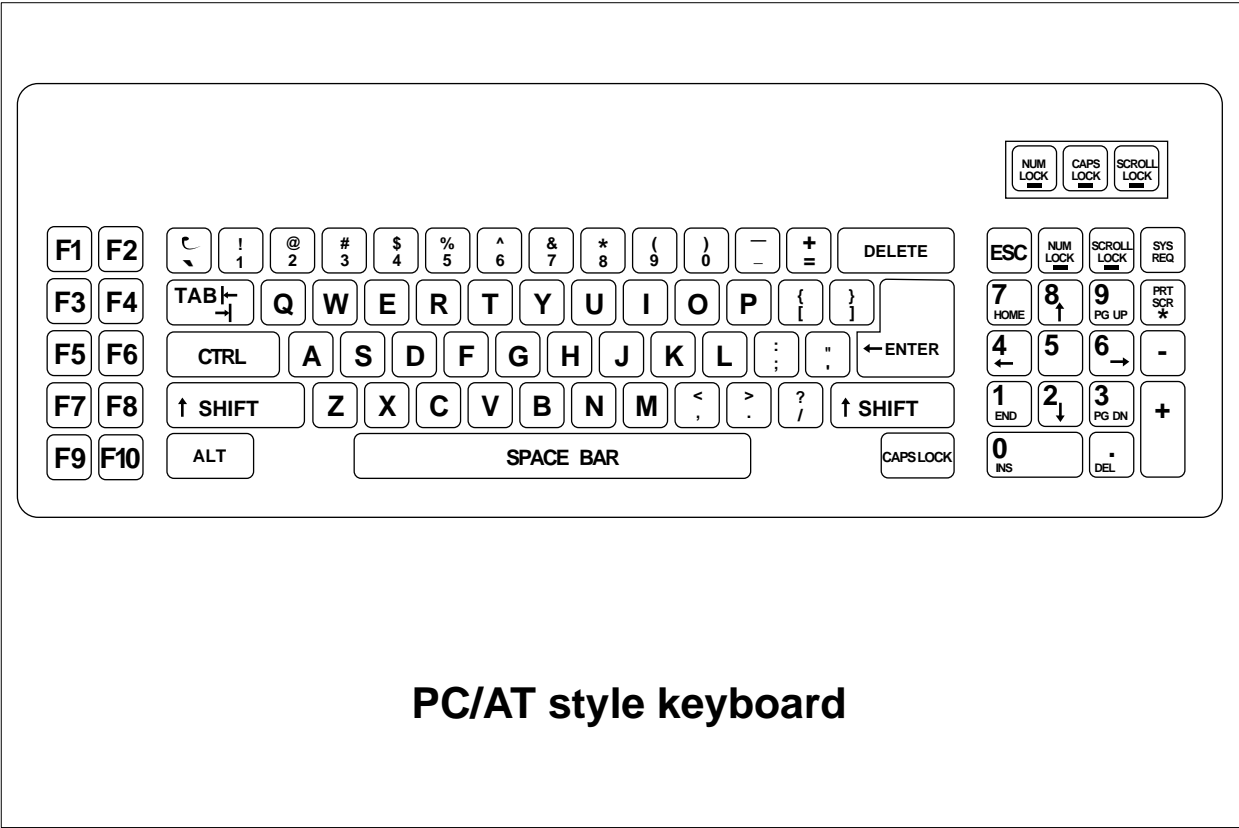 NUM LOCK CAPS LOCK SCROLL LOCK
F1 F2 ! 1 @ 2 # 3 $ 4 % 5 ^ 6 & 7 * 8 ( 9 ) 0 — _ + = DELETE ESC NUM LOCK SCROLL LOCK SYS REQ
F3 F4 TAB Q W E R T Y U I O P { [ } ] 7 HOME 8 ↑ 9 PG UP PRT SCR *
F5 F6 CTRL A S D F G H J K L : ; " ' ← ENTER 4 ← 5 6 → -
F7 F8 ↑ SHIFT Z X C V B N M < , > . ? / ↑ SHIFT 1 END 2 ↓ 3 PG DN +
F9 F10 ALT SPACE BAR CAPS LOCK 0 INS . DEL
PC/AT style keyboard